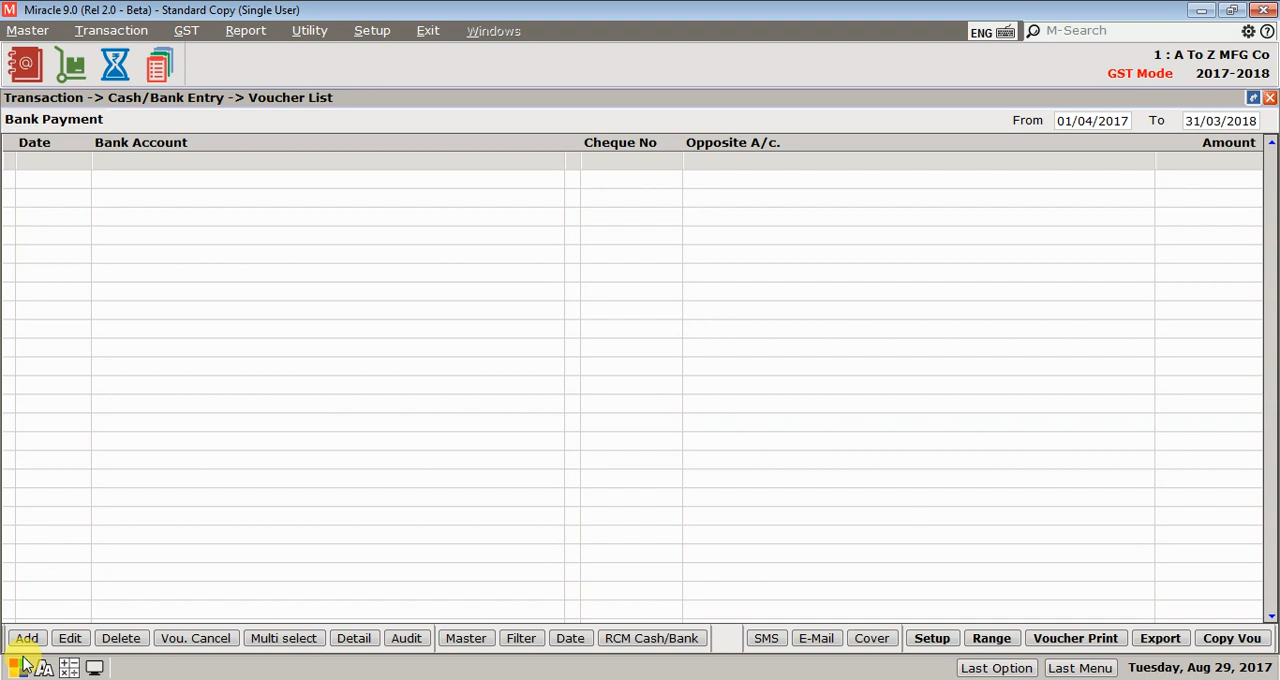 M Miracle 9.0 (Rel 2.0 - Beta) - Standard Copy (Single User)
Master Transaction GST Report Utility Setup Exit Windows ENG M-Search
1 : A To Z MFG Co
GST Mode 2017-2018
Transaction -> Cash/Bank Entry -> Voucher List
Bank Payment From 01/04/2017 To 31/03/2018
Date Bank Account Cheque No Opposite A/c. Amount
Add Edit Delete Vou. Cancel Multi select Detail Audit Master Filter Date RCM Cash/Bank SMS E-Mail Cover Setup Range Voucher Print Export Copy Vou
Last Option Last Menu Tuesday, Aug 29, 2017